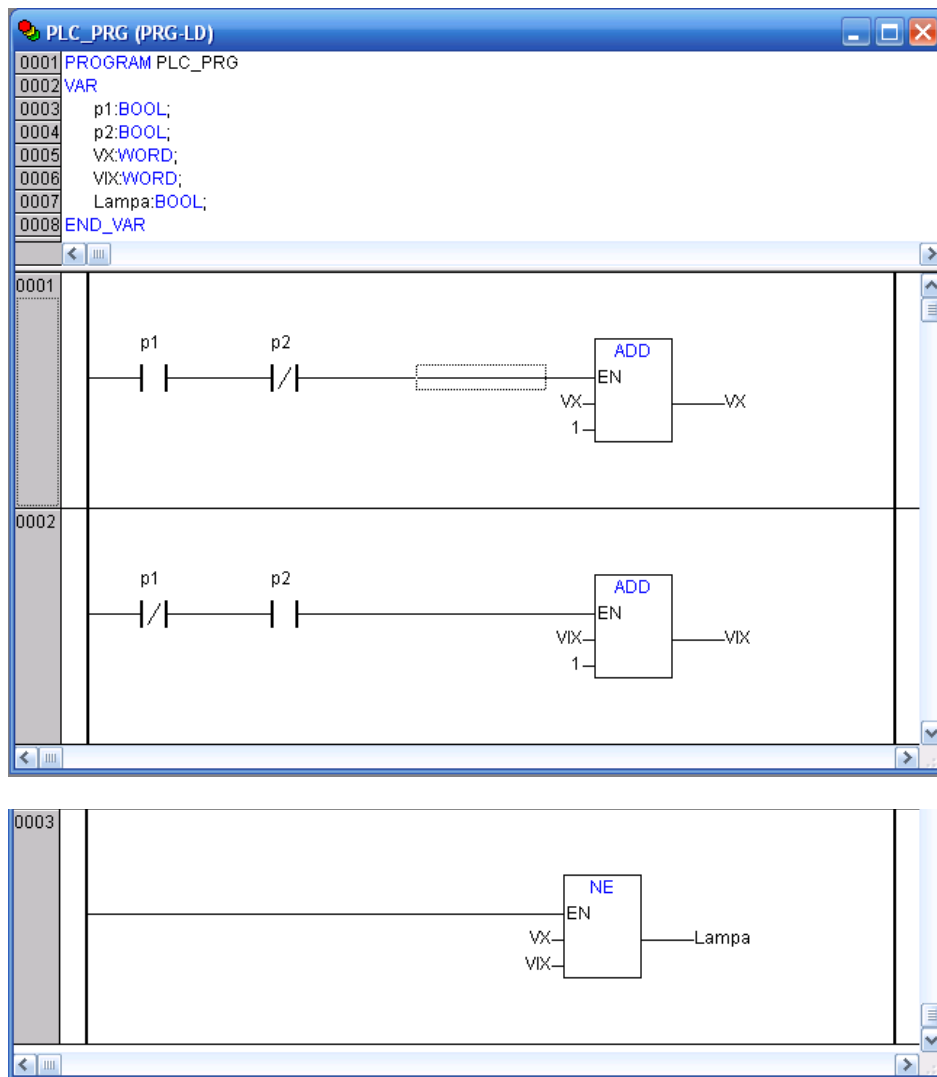 PLC_PRG (PRG-LD)
0001 PROGRAM PLC_PRG
0002 VAR
0003 p1:BOOL;
0004 p2:BOOL;
0005 VX:WORD;
0006 VIX:WORD;
0007 Lampa:BOOL;
0008 END_VAR
0001
p1 p2 ADD
EN
VX VX
1
0002
p1 p2 ADD
EN
VIX VIX
1
0003
NE
EN
VX Lampa
VIX